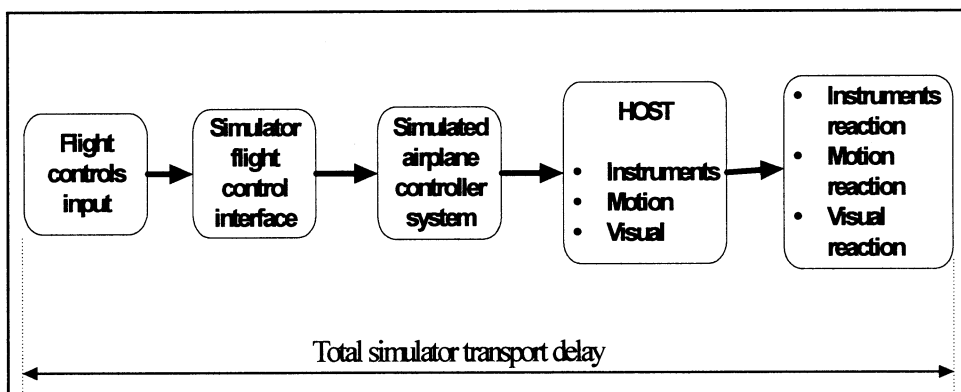 Flight
controls
input
Simulator
flight
control
interface
Simulated
airplane
controller
system
HOST
• Instruments
• Motion
• Visual
• Instruments
reaction
• Motion
reaction
• Visual
reaction
Total simulator transport delay